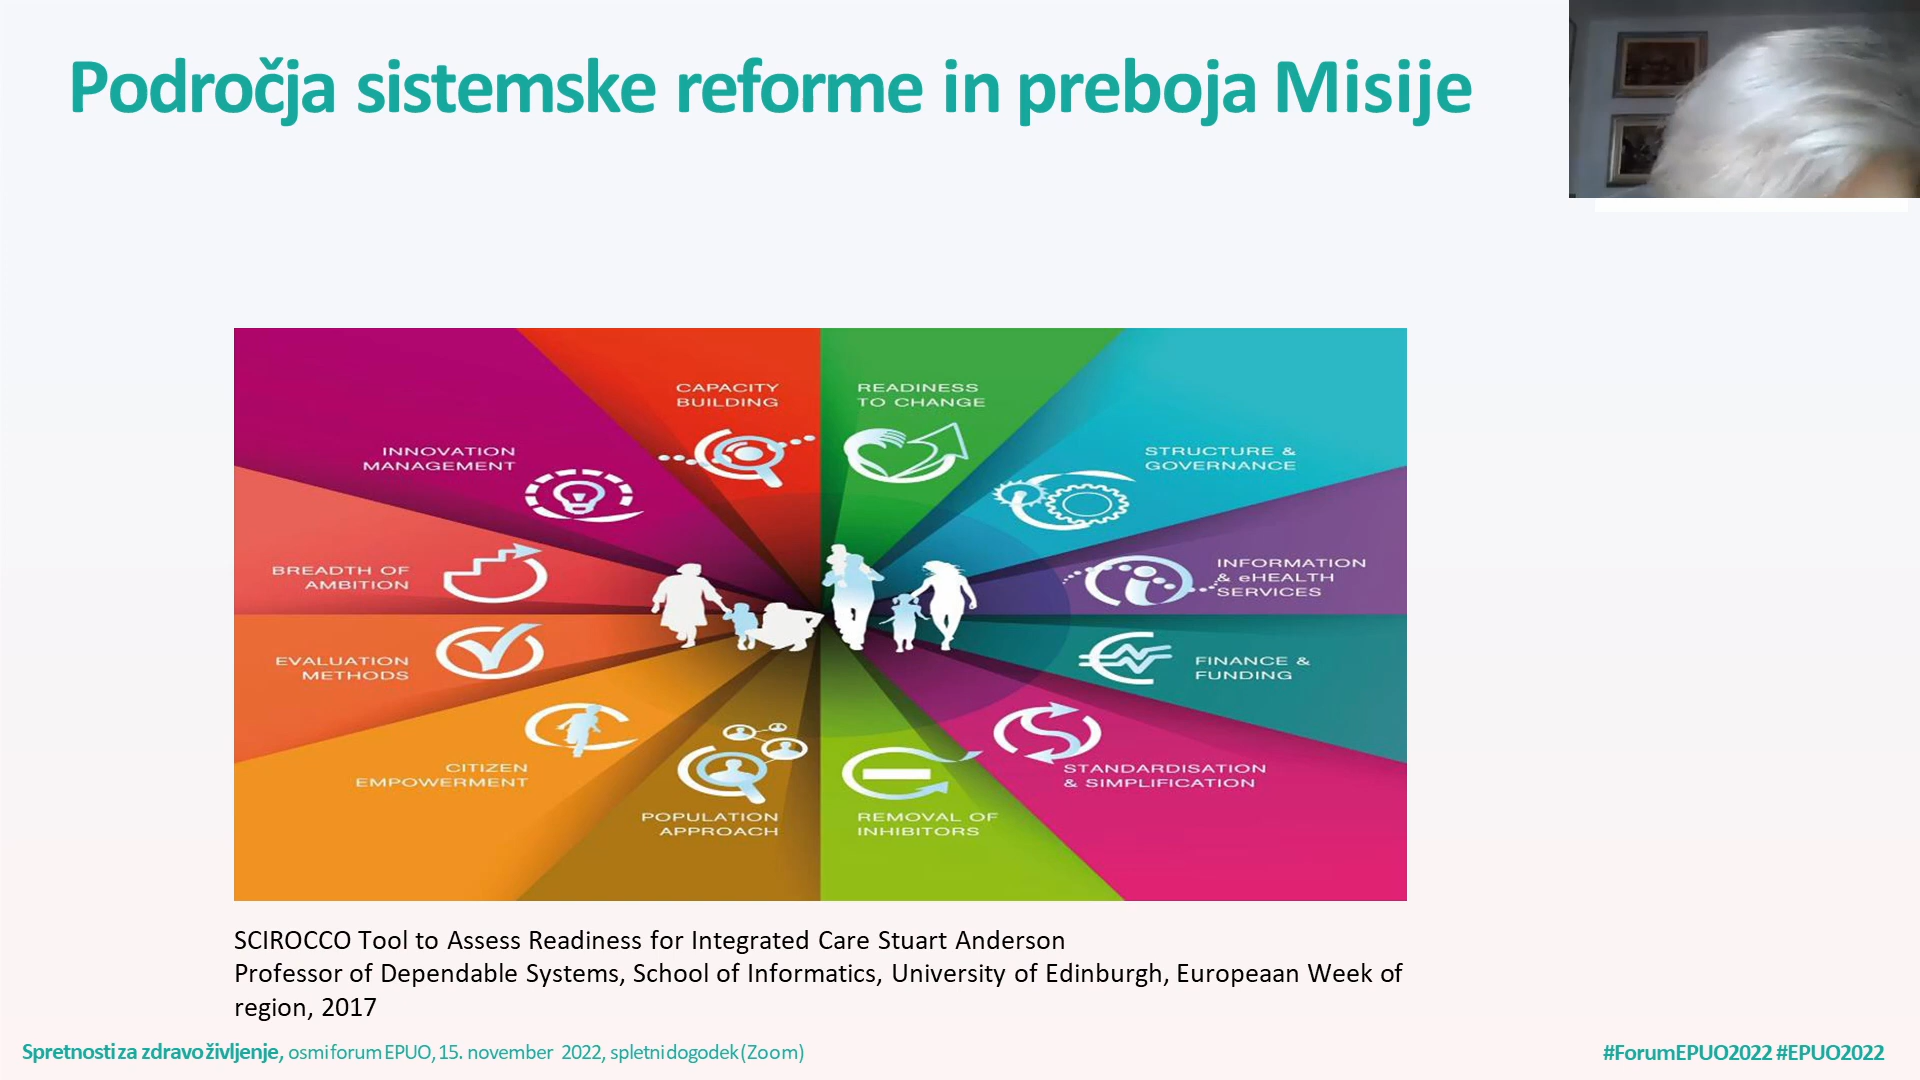 Področja sistemske reforme in preboja Misije
CAPACITY
BUILDING
READINESS
TO CHANGE
INNOVATION
MANAGEMENT
STRUCTURE &
GOVERNANCE
BREADTH OF
AMBITION
INFORMATION
& eHEALTH
SERVICES
EVALUATION
METHODS
FINANCE &
FUNDING
CITIZEN
EMPOWERMENT
STANDARDISATION
& SIMPLIFICATION
POPULATION
APPROACH
REMOVAL OF
INHIBITORS
SCIROCCO Tool to Assess Readiness for Integrated Care Stuart Anderson
Professor of Dependable Systems, School of Informatics, University of Edinburgh, Europeaan Week of
region, 2017
Spretnosti za zdravo življenje, osmi forum EPUO, 15. november 2022, spletni dogodek (Zoom)
#ForumEPUO2022 #EPUO2022